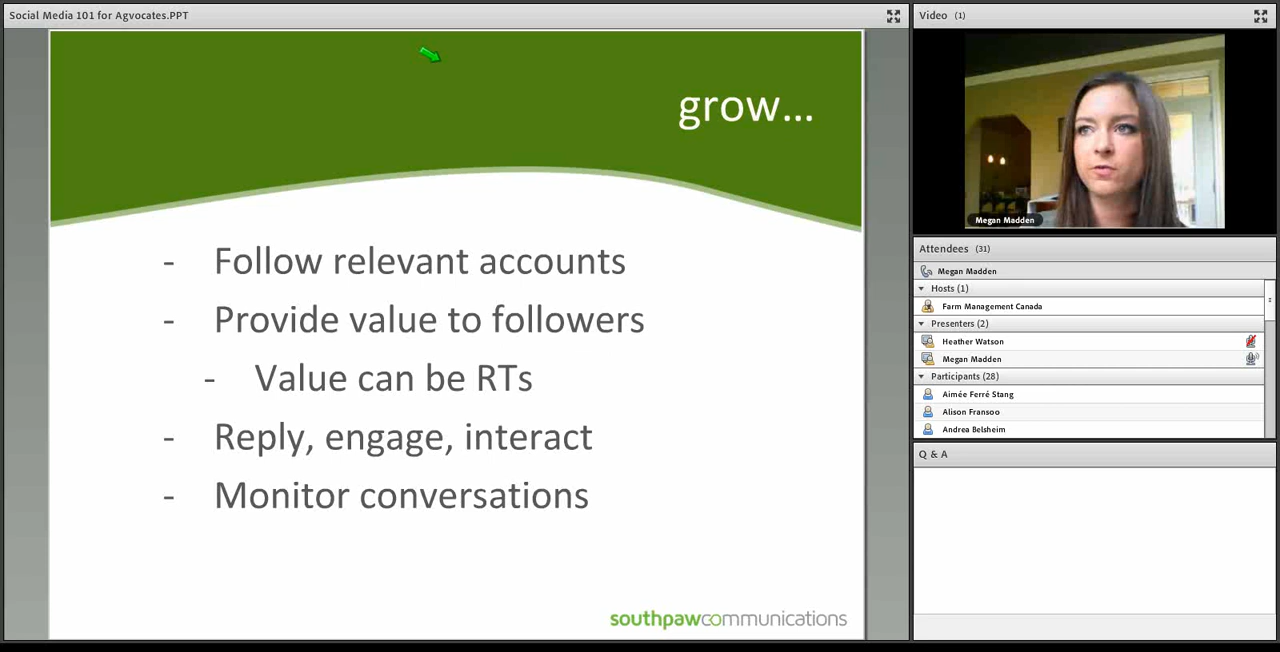 Social Media 101 for Agvocates.PPT
grow...
- Follow relevant accounts
- Provide value to followers
- Value can be RTs
- Reply, engage, interact
- Monitor conversations
southpawcommunications
Video (1)
Megan Madden
Attendees (31)
Megan Madden
Hosts (1)
Farm Management Canada
Presenters (2)
Heather Watson
Megan Madden
Participants (28)
Aimée Ferré Stang
Alison Fransoo
Andrea Belsheim
Q & A